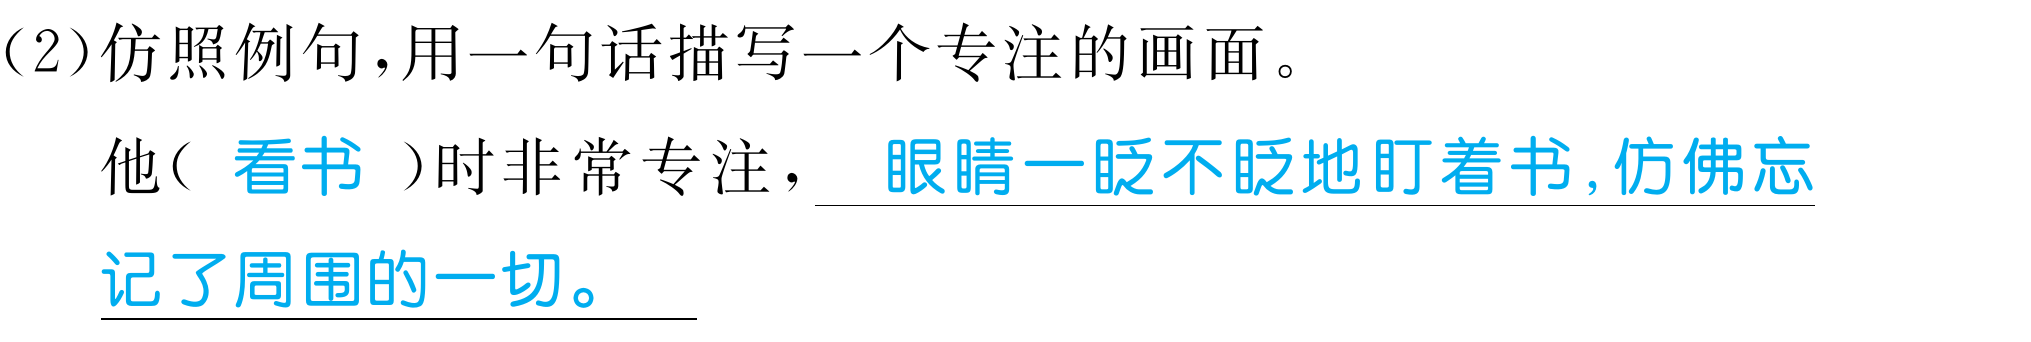 (2)仿照例句,用一句话描写一个专注的画面。
他( 看书 )时非常专注, 眼睛一眨不眨地盯着书,仿佛忘
记了周围的一切。